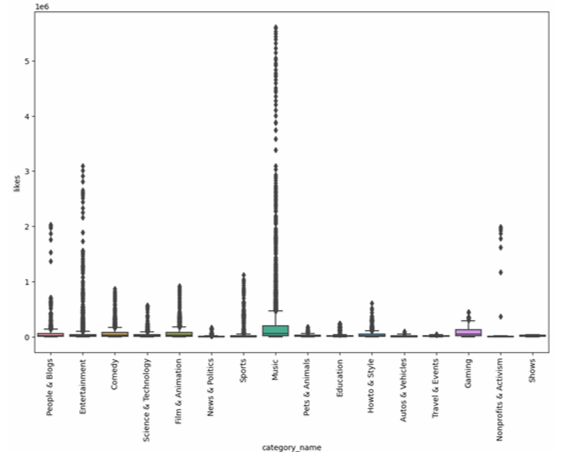 1e6
likes
5
4
3
2
1
0
People & Blogs
Entertainment
Comedy
Science & Technology
Film & Animation
News & Politics
Sports
Music
Pets & Animals
Education
Howto & Style
Autos & Vehicles
Travel & Events
Gaming
Nonprofits & Activism
Shows
category_name